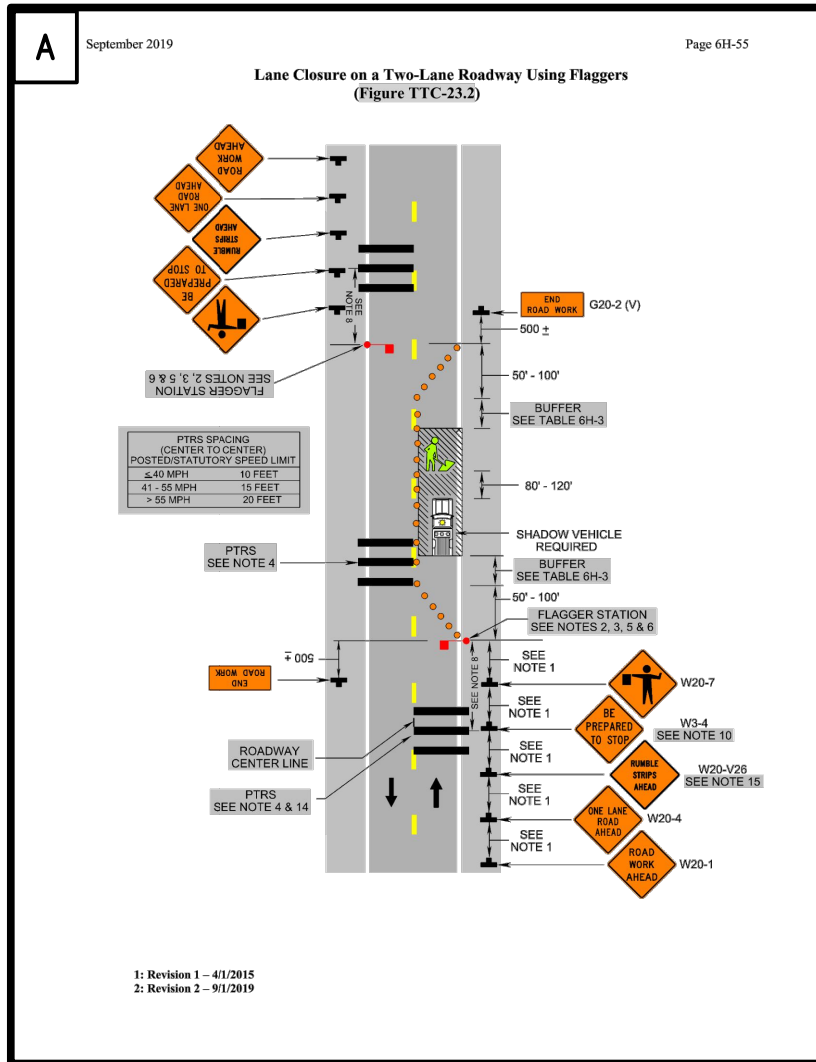 A
September 2019
Page 6H-55
Lane Closure on a Two-Lane Roadway Using Flaggers
(Figure TTC-23.2)
ROAD
WORK
AHEAD
ONE LANE
ROAD
AHEAD
RUMBLE
STRIPS
AHEAD
BE
PREPARED
TO STOP
SEE
NOTE 8
END
ROAD WORK
G20-2 (V)
500 ±
FLAGGER STATION
SEE NOTES 2, 3, 5 & 6
50' - 100'
BUFFER
SEE TABLE 6H-3
PTRS SPACING
(CENTER TO CENTER)
POSTED/STATUTORY SPEED LIMIT
≤ 40 MPH 10 FEET
41 - 55 MPH 15 FEET
> 55 MPH 20 FEET
80' - 120'
SHADOW VEHICLE
REQUIRED
PTRS
SEE NOTE 4
BUFFER
SEE TABLE 6H-3
50' - 100'
FLAGGER STATION
SEE NOTES 2, 3, 5 & 6
500 ±
END
ROAD WORK
SEE NOTE 8
SEE
NOTE 1
W20-7
SEE
NOTE 1
BE
PREPARED
TO STOP
W3-4
SEE NOTE 10
ROADWAY
CENTER LINE
SEE
NOTE 1
RUMBLE
STRIPS
AHEAD
W20-V26
SEE NOTE 15
PTRS
SEE NOTE 4 & 14
SEE
NOTE 1
ONE LANE
ROAD
AHEAD
W20-4
SEE
NOTE 1
ROAD
WORK
AHEAD
W20-1
1: Revision 1 – 4/1/2015
2: Revision 2 – 9/1/2019